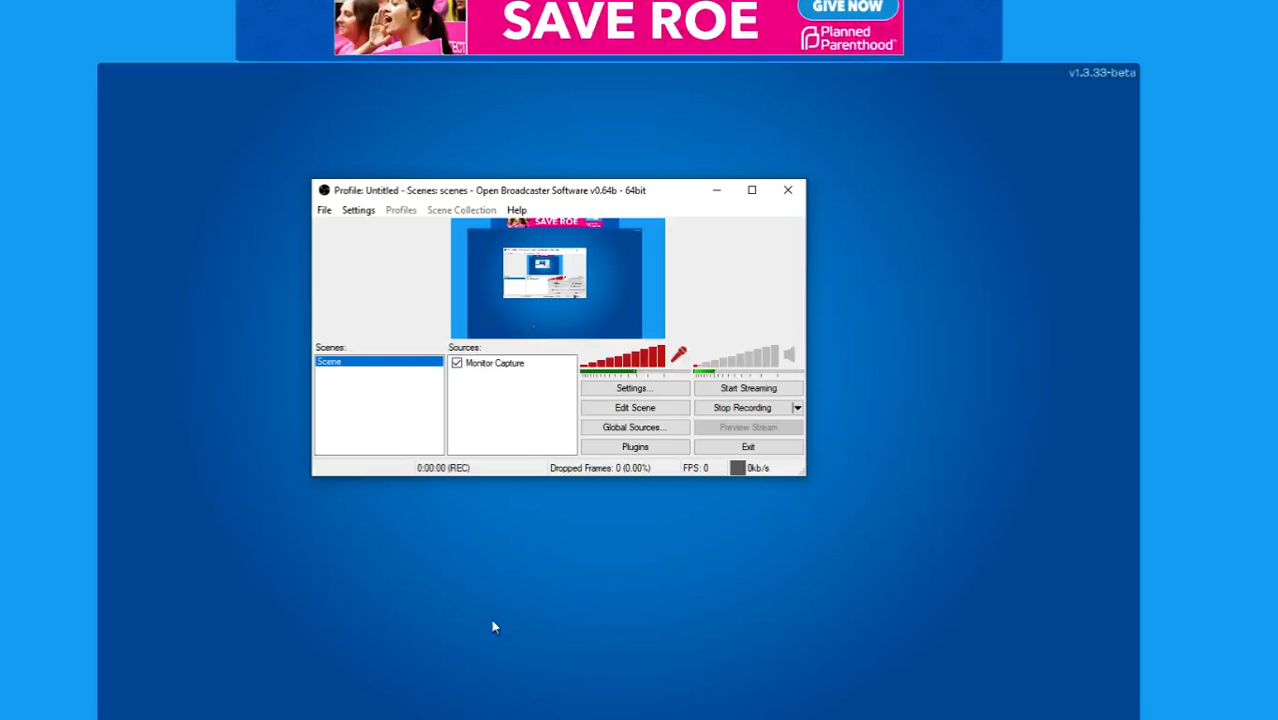 SAVE ROE
GIVE NOW
Planned
Parenthood
v1.3.33-beta
Profile: Untitled - Scenes: scenes - Open Broadcaster Software v0.64b - 64bit
File Settings Profiles Scene Collection Help
SAVE ROE
Scenes: Sources:
Scene
Monitor Capture
Settings... Start Streaming
Edit Scene Stop Recording
Global Sources... Preview Stream
Plugins Exit
0:00:00 (REC) Dropped Frames: 0 (0.00%) FPS: 0 0kb/s